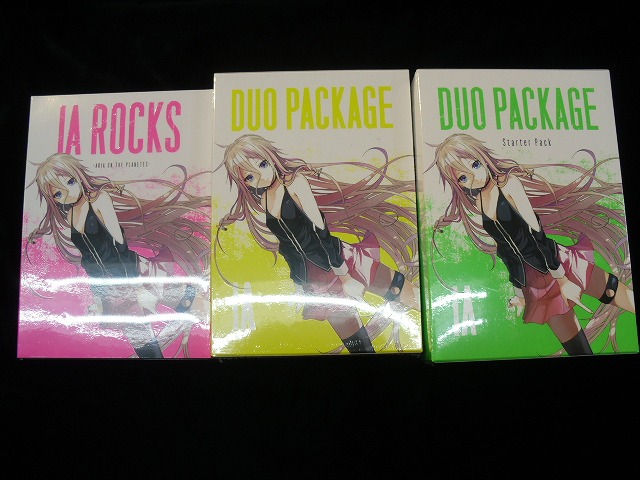 IA ROCKS
-ARIA ON THE PLANETES-
DUO PACKAGE
IA
DUO PACKAGE
Starter Pack
IA